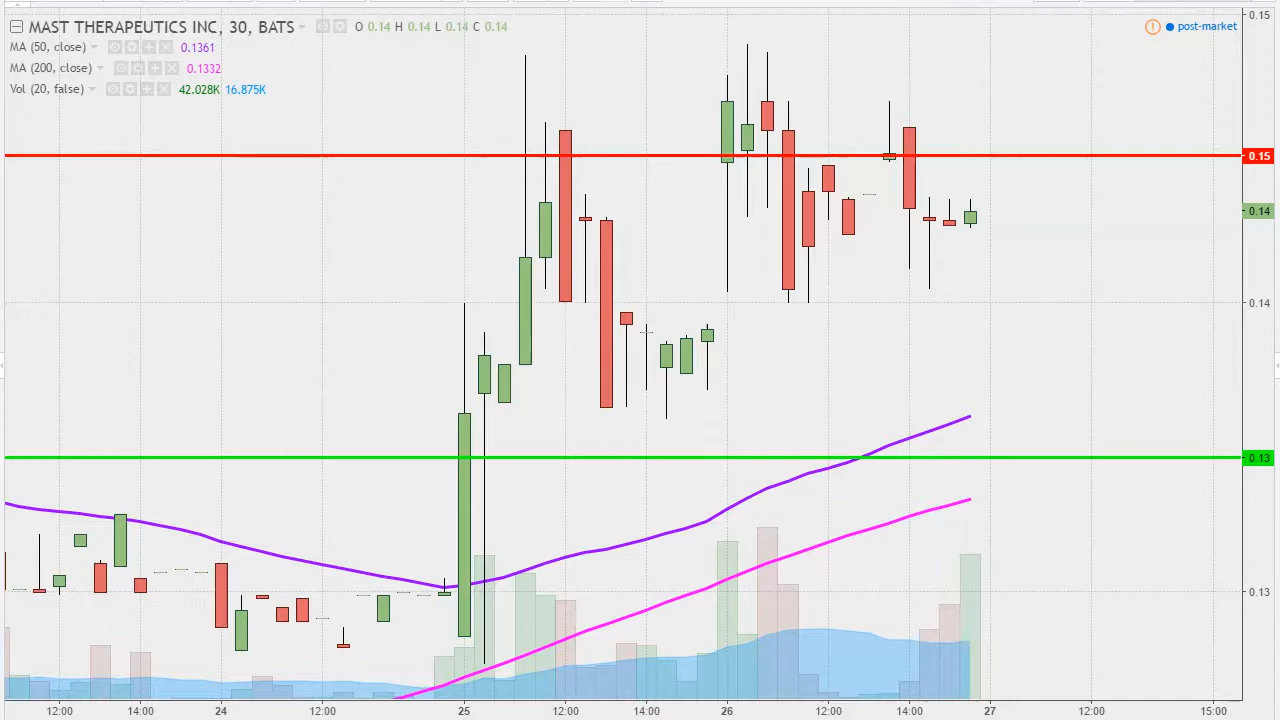 MAST THERAPEUTICS INC, 30, BATS O 0.14 H 0.14 L 0.14 C 0.14
MA (50, close) 0.1361
MA (200, close) 0.1332
Vol (20, false) 42.028K 16.875K
! post-market
0.15
0.15
0.14
0.14
0.13
0.13
12:00 14:00 24 12:00 25 12:00 14:00 26 12:00 14:00 27 12:00 15:00